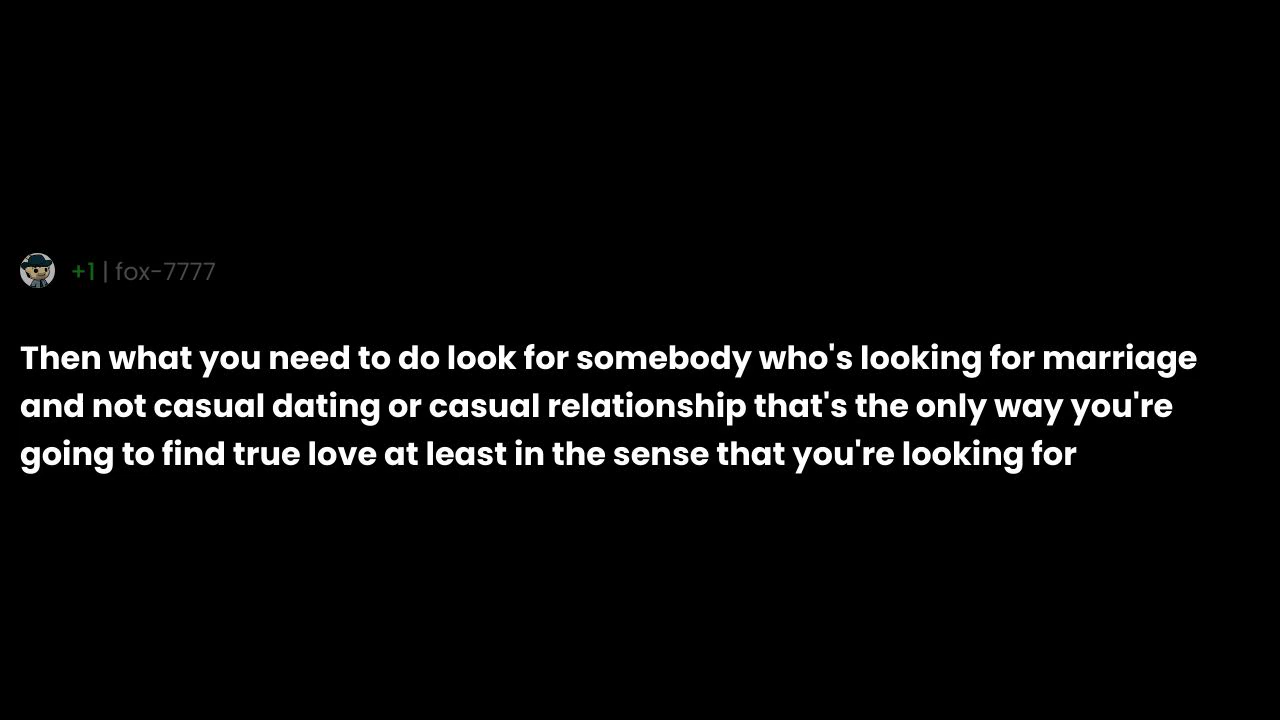 +1 | fox-7777
Then what you need to do look for somebody who's looking for marriage
and not casual dating or casual relationship that's the only way you're
going to find true love at least in the sense that you're looking for